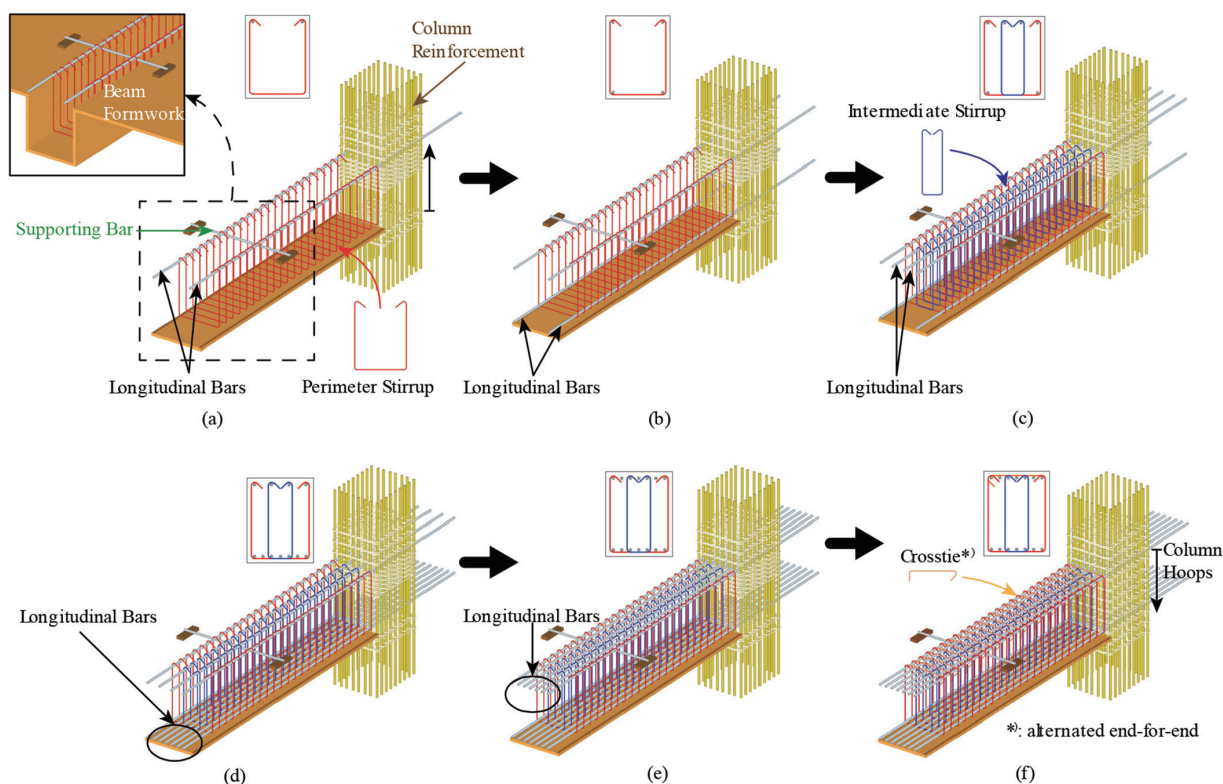 Beam
Formwork
Column
Reinforcement
Supporting Bar
Longitudinal Bars
Perimeter Stirrup
(a)
Longitudinal Bars
(b)
Intermediate Stirrup
Longitudinal Bars
(c)
Longitudinal Bars
(d)
Longitudinal Bars
(e)
Crosstie*)
Column
Hoops
*): alternated end-for-end
(f)